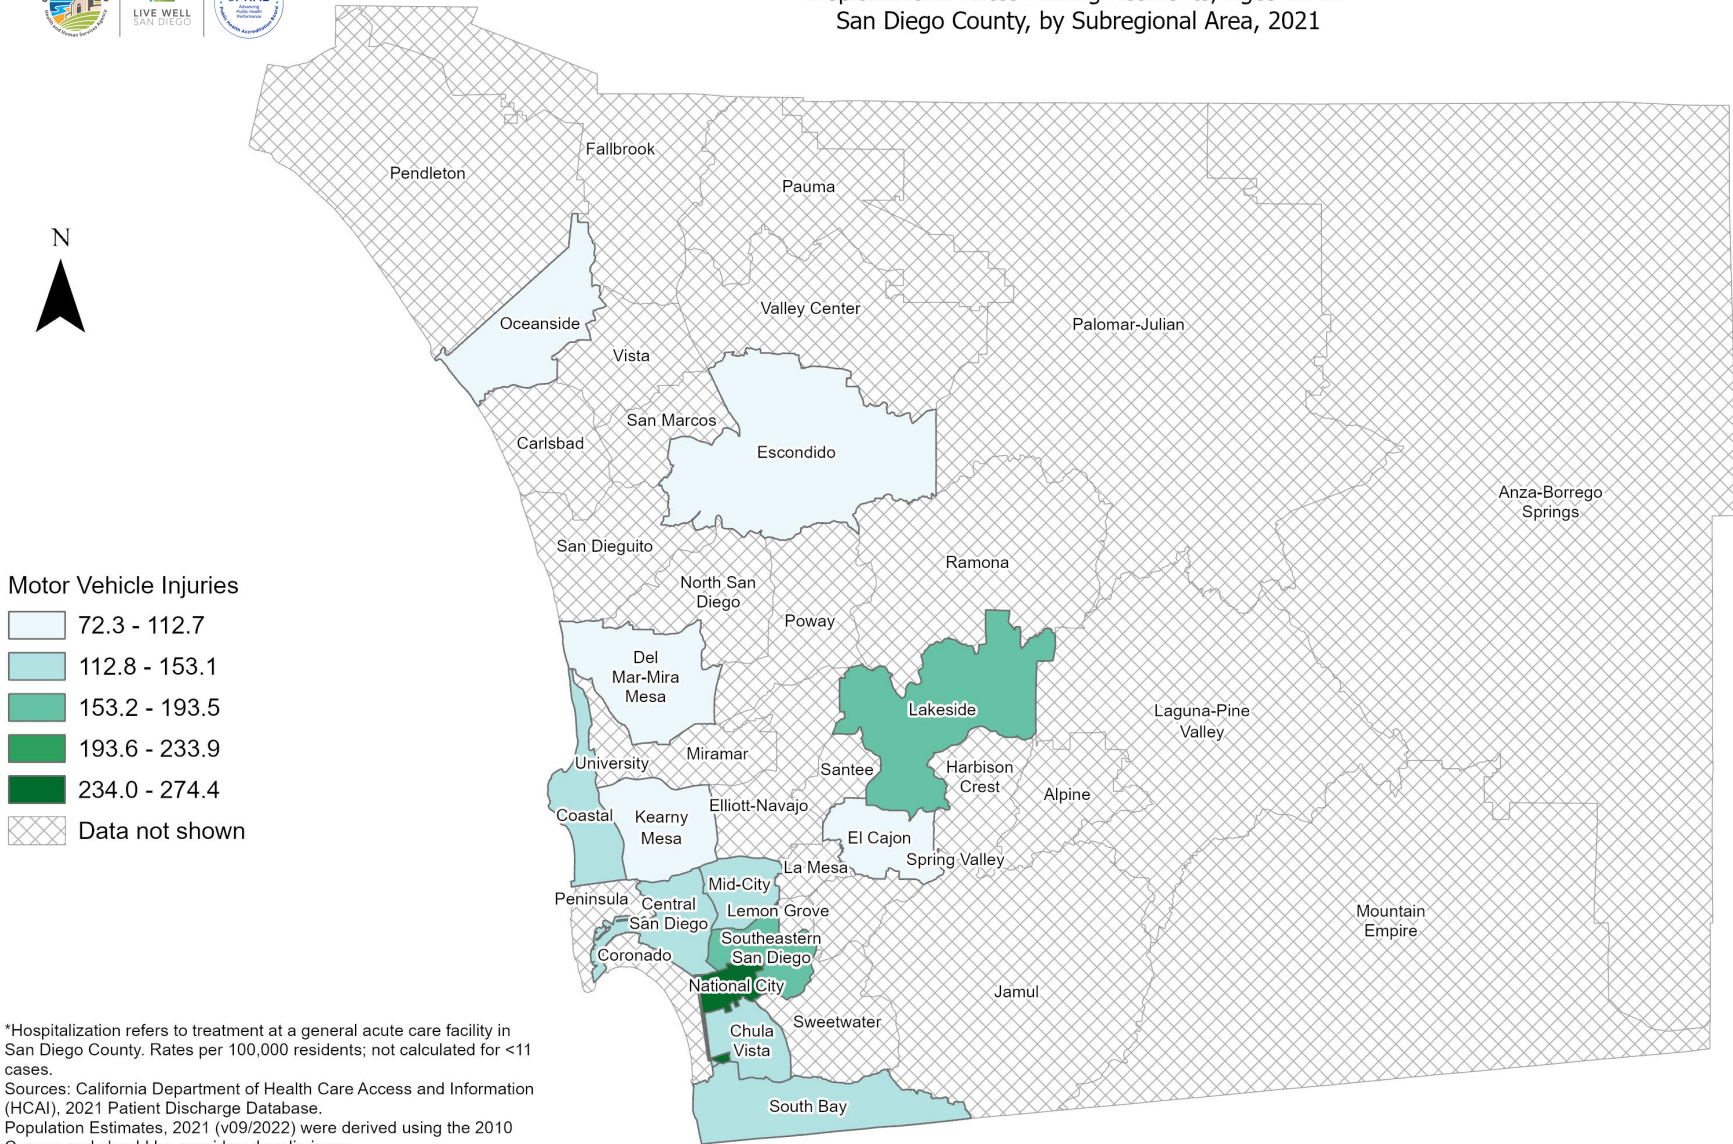 LIVE WELL
SAN DIEGO
Advancing
Public Health
Performance
San Diego County, by Subregional Area, 2021
N
Pendleton
Fallbrook
Pauma
Oceanside
Valley Center
Palomar-Julian
Vista
San Marcos
Carlsbad
Escondido
Anza-Borrego
Springs
San Dieguito
North San
Diego
Ramona
Poway
Del
Mar-Mira
Mesa
Lakeside
Laguna-Pine
Valley
University
Miramar
Santee
Harbison
Crest
Alpine
Coastal
Kearny
Mesa
Elliott-Navajo
El Cajon
La Mesa
Spring Valley
Mid-City
Peninsula
Central
San Diego
Lemon Grove
Southeastern
San Diego
Coronado
National City
Mountain
Empire
Jamul
Sweetwater
Chula
Vista
South Bay
Motor Vehicle Injuries
72.3 - 112.7
112.8 - 153.1
153.2 - 193.5
193.6 - 233.9
234.0 - 274.4
Data not shown
*Hospitalization refers to treatment at a general acute care facility in
San Diego County. Rates per 100,000 residents; not calculated for <11
cases.
Sources: California Department of Health Care Access and Information
(HCAI), 2021 Patient Discharge Database.
Population Estimates, 2021 (v09/2022) were derived using the 2010